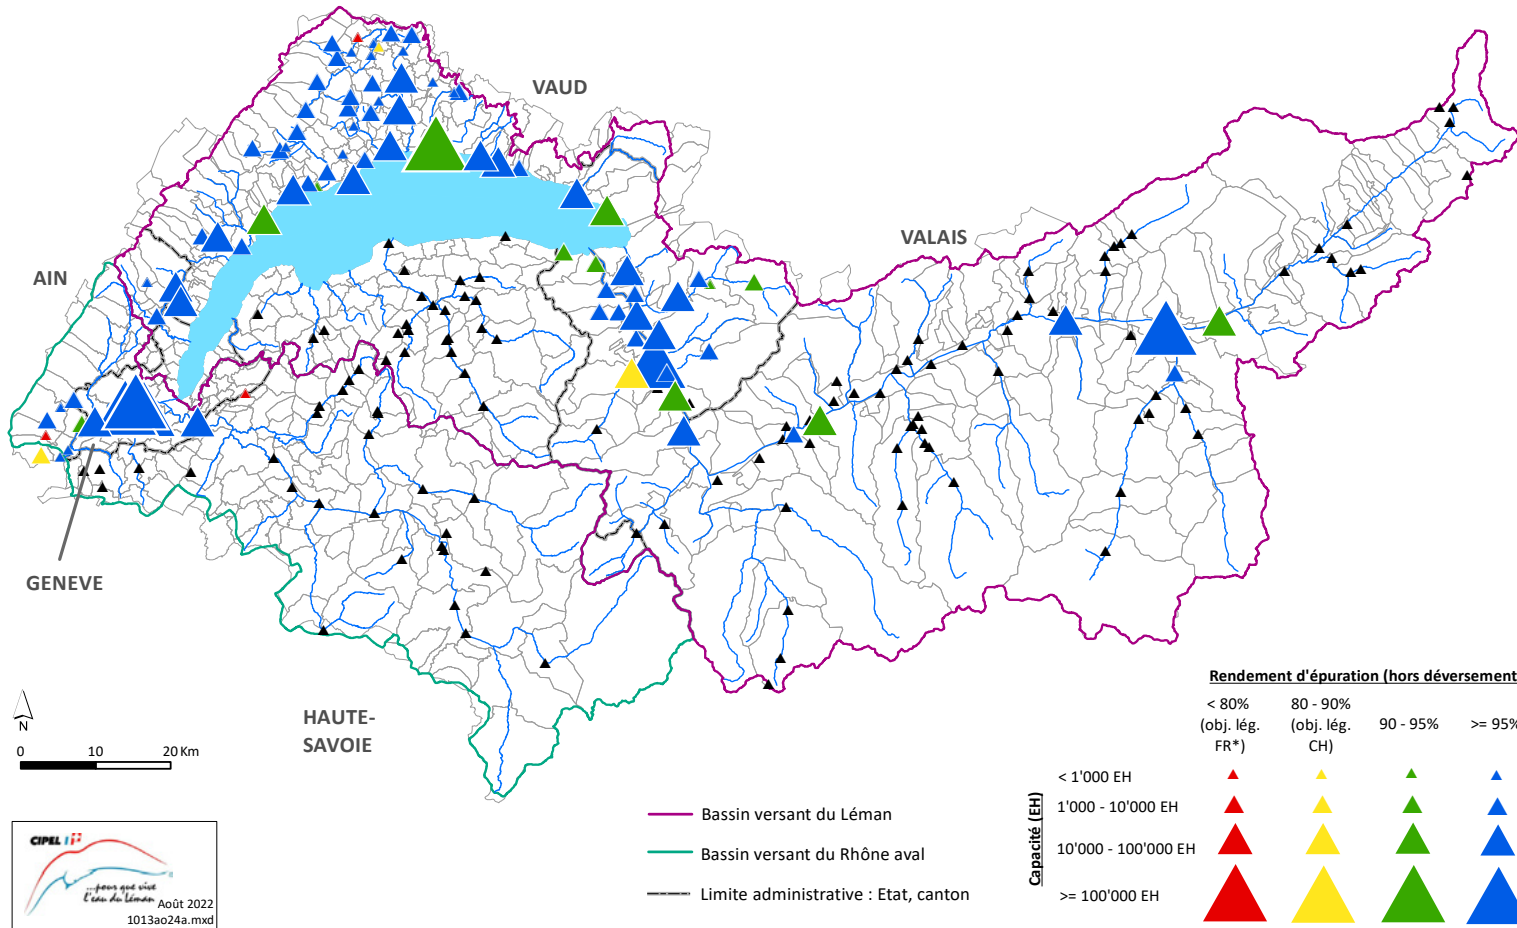 VAUD
VALAIS
AIN
GENEVE
HAUTE-
SAVOIE
N
0 10 20 Km
CIPEL
...pour que vive
l'eau du Léman
Août 2022
1013ao24a.mxd
Bassin versant du Léman
Bassin versant du Rhône aval
Limite administrative : Etat, canton
Rendement d'épuration (hors déversement
< 80%
(obj. lég.
FR*)
80 - 90%
(obj. lég.
CH)
90 - 95%
>= 95%
Capacité (EH)
< 1'000 EH
1'000 - 10'000 EH
10'000 - 100'000 EH
>= 100'000 EH